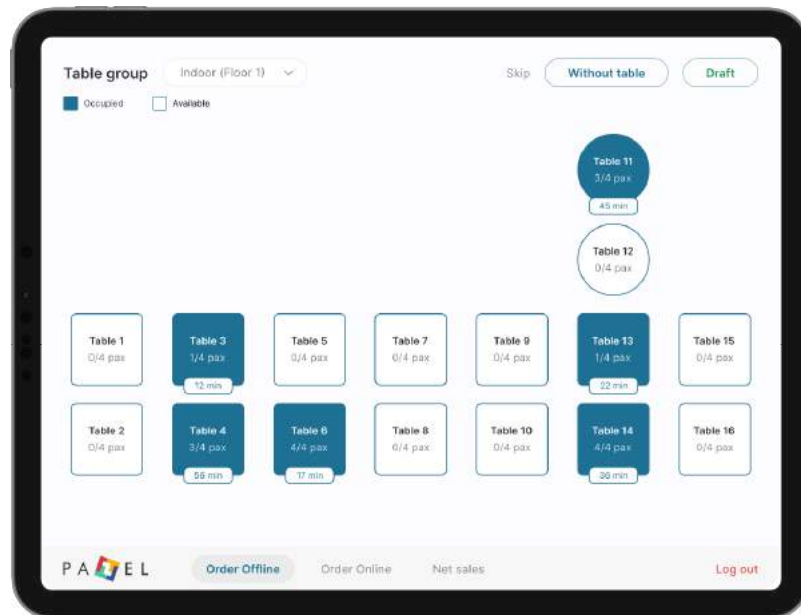 Table group
Indoor (Floor 1)
Skip
Without table
Draft
Occupied
Available
Table 11
3/4 pax
45 min
Table 12
0/4 pax
Table 1
0/4 pax
Table 3
1/4 pax
12 min
Table 5
0/4 pax
Table 7
0/4 pax
Table 9
0/4 pax
Table 13
1/4 pax
22 min
Table 15
0/4 pax
Table 2
0/4 pax
Table 4
3/4 pax
56 min
Table 6
4/4 pax
17 min
Table 8
0/4 pax
Table 10
0/4 pax
Table 14
4/4 pax
36 min
Table 16
0/4 pax
PATEL
Order Offline
Order Online
Net sales
Log out